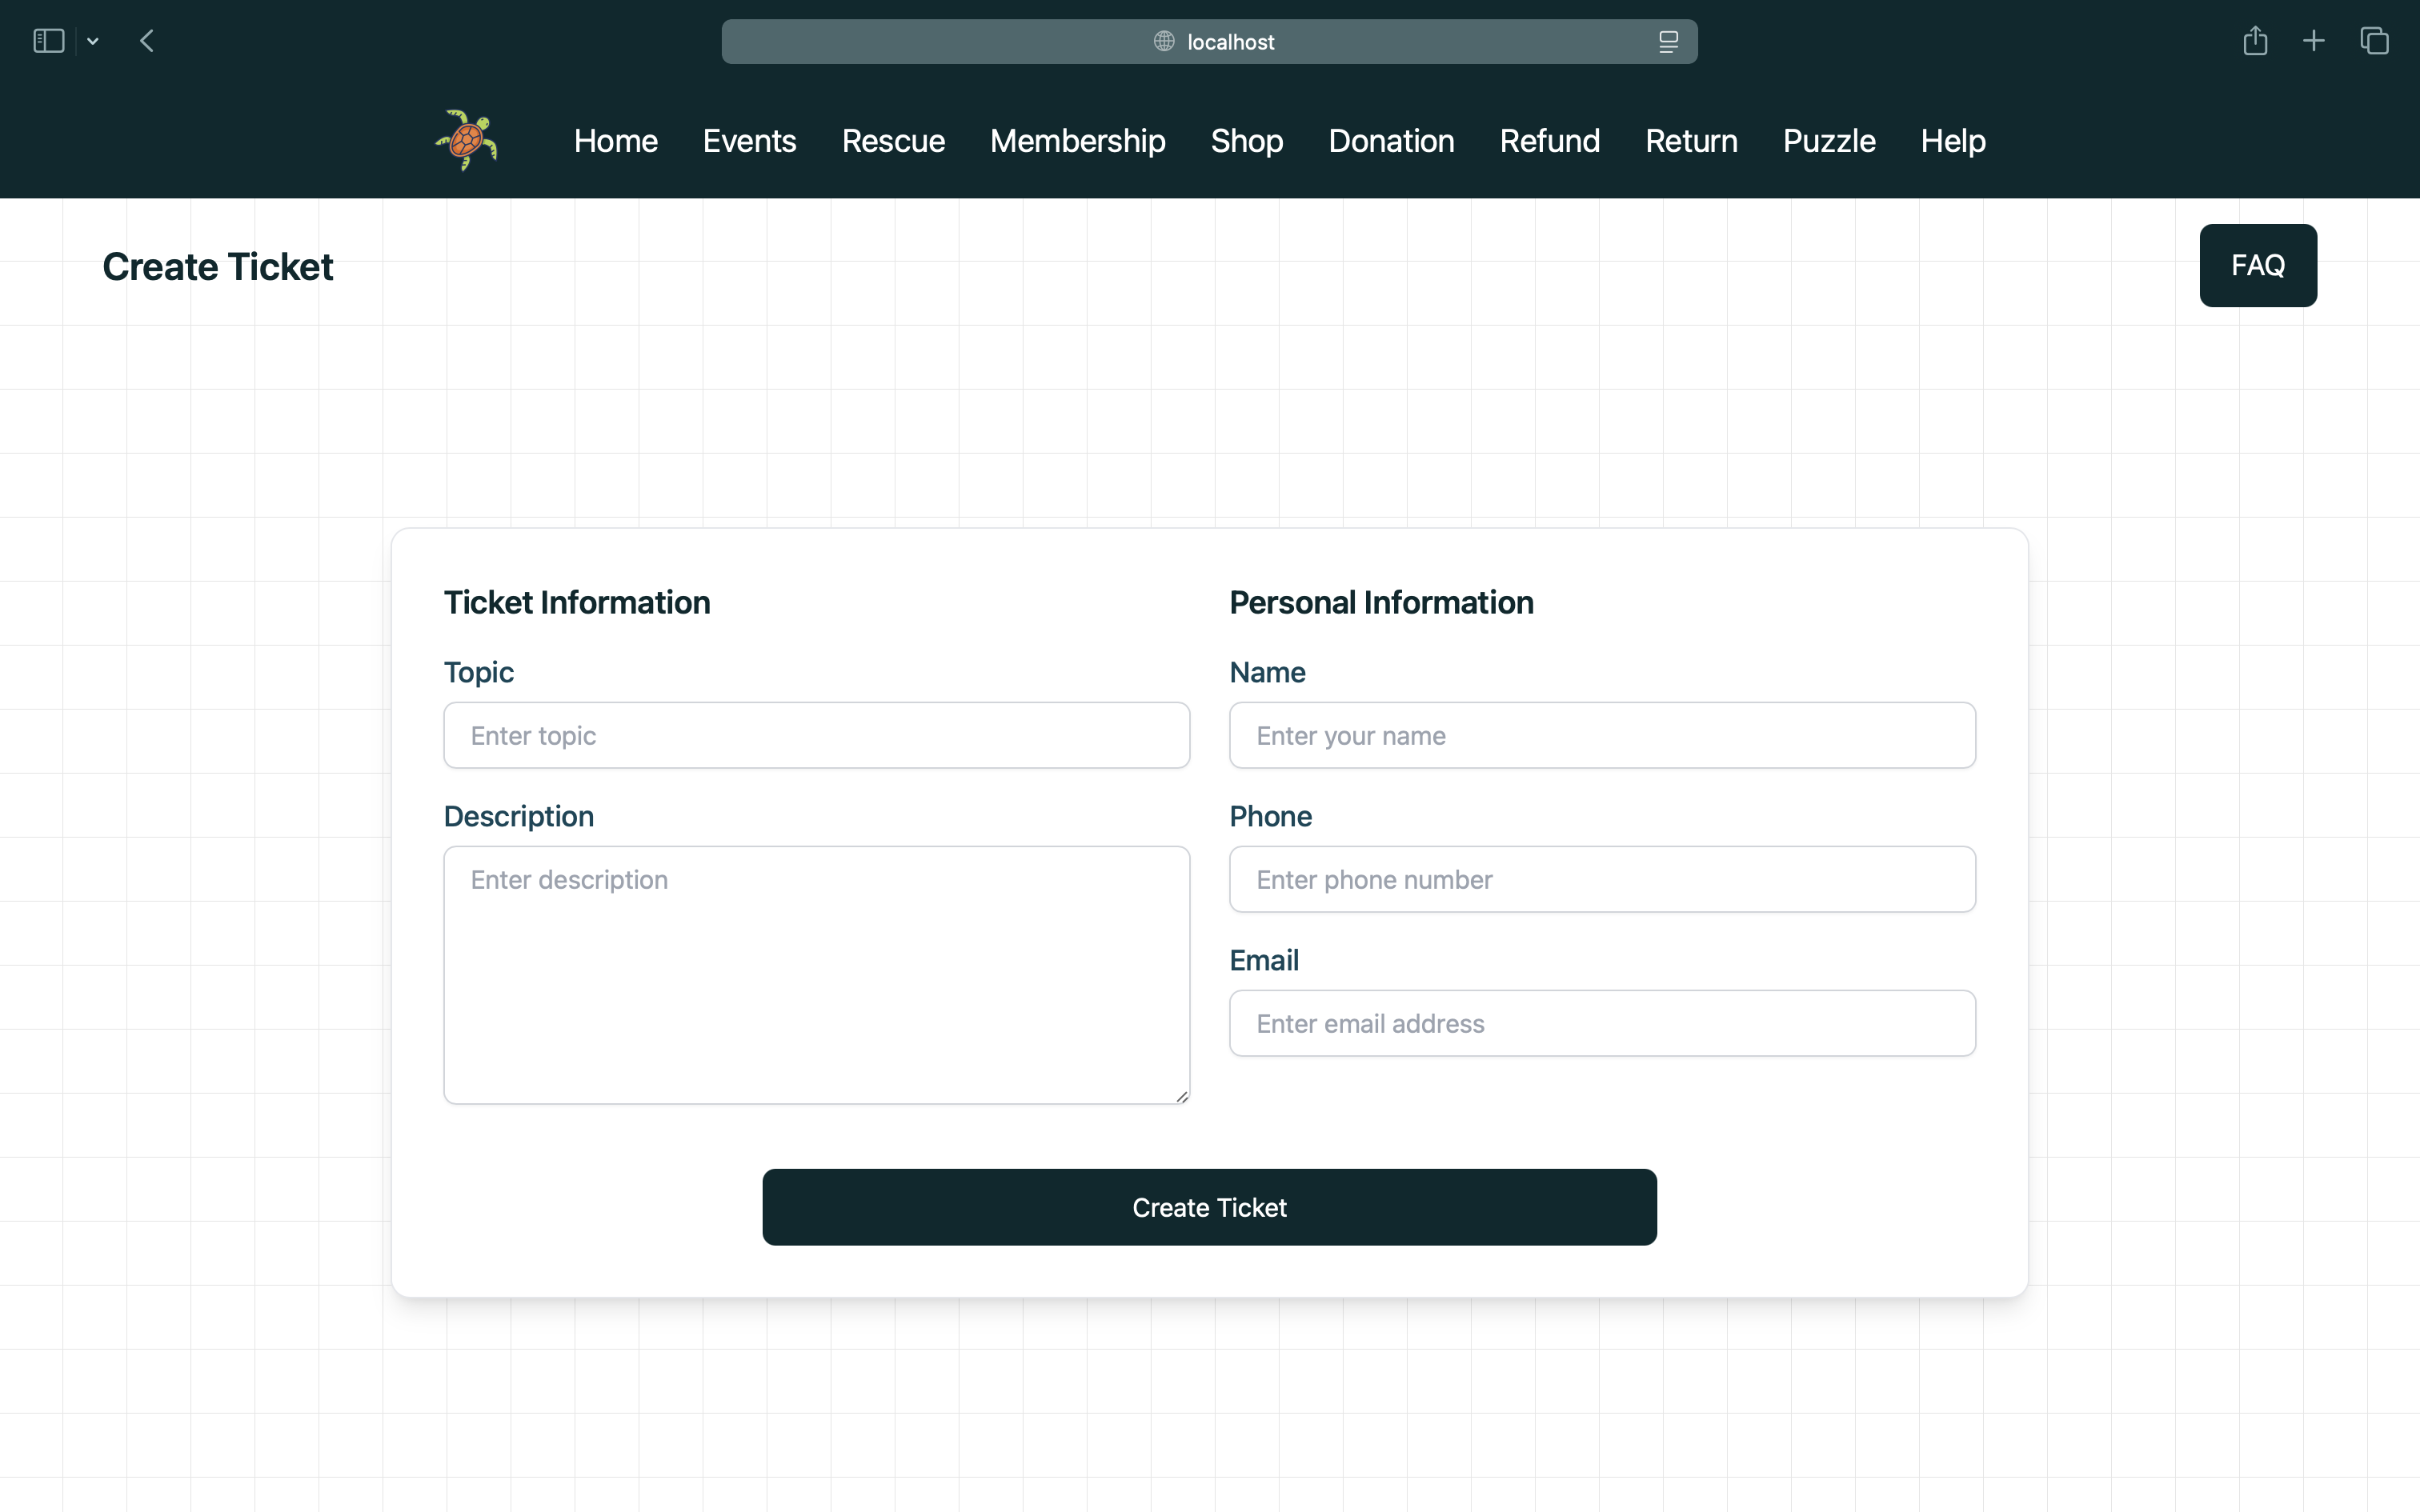 localhost
Home Events Rescue Membership Shop Donation Refund Return Puzzle Help
Create Ticket
FAQ
Ticket Information
Topic
Enter topic
Description
Enter description
Personal Information
Name
Enter your name
Phone
Enter phone number
Email
Enter email address
Create Ticket